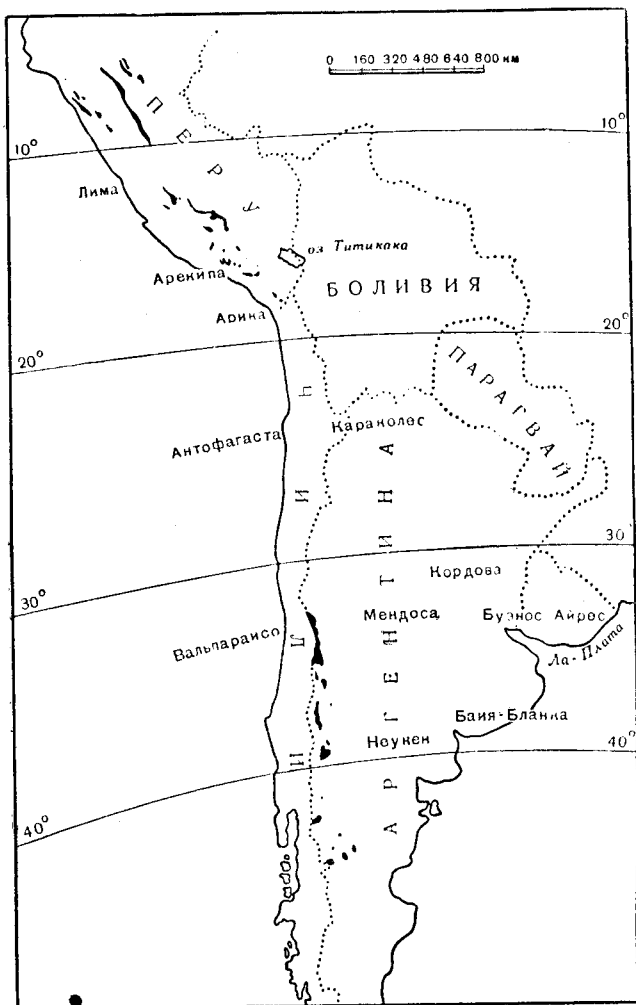 0 160 320 480 640 800 км
ПЕРУ
10°
10°
Лима
оз Титикака
Арекипа
БОЛИВИЯ
Арика
20°
20°
ПАРАГВАЙ
Караколес
Антофагаста
ЧИЛИ
АРГЕНТИНА
30°
30°
Кордова
Мендоса
Буэнос Айрес
Вальпараисо
Ла-Плата
Баия-Бланка
Неукен
40°
40°